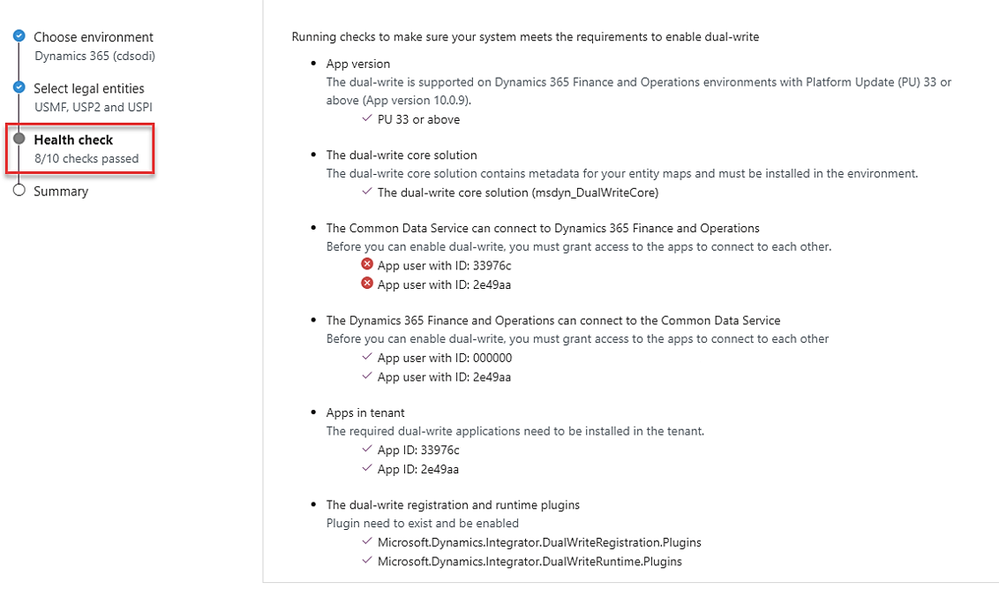 Choose environment
Dynamics 365 (cdsodi)
Select legal entities
USMF, USP2 and USPI
Health check
8/10 checks passed
Summary
Running checks to make sure your system meets the requirements to enable dual-write
App version
The dual-write is supported on Dynamics 365 Finance and Operations environments with Platform Update (PU) 33 or
above (App version 10.0.9).
PU 33 or above
The dual-write core solution
The dual-write core solution contains metadata for your entity maps and must be installed in the environment.
The dual-write core solution (msdyn_DualWriteCore)
The Common Data Service can connect to Dynamics 365 Finance and Operations
Before you can enable dual-write, you must grant access to the apps to connect to each other.
App user with ID: 33976c
App user with ID: 2e49aa
The Dynamics 365 Finance and Operations can connect to the Common Data Service
Before you can enable dual-write, you must grant access to the apps to connect to each other
App user with ID: 000000
App user with ID: 2e49aa
Apps in tenant
The required dual-write applications need to be installed in the tenant.
App ID: 33976c
App ID: 2e49aa
The dual-write registration and runtime plugins
Plugin need to exist and be enabled
Microsoft.Dynamics.Integrator.DualWriteRegistration.Plugins
Microsoft.Dynamics.Integrator.DualWriteRuntime.Plugins